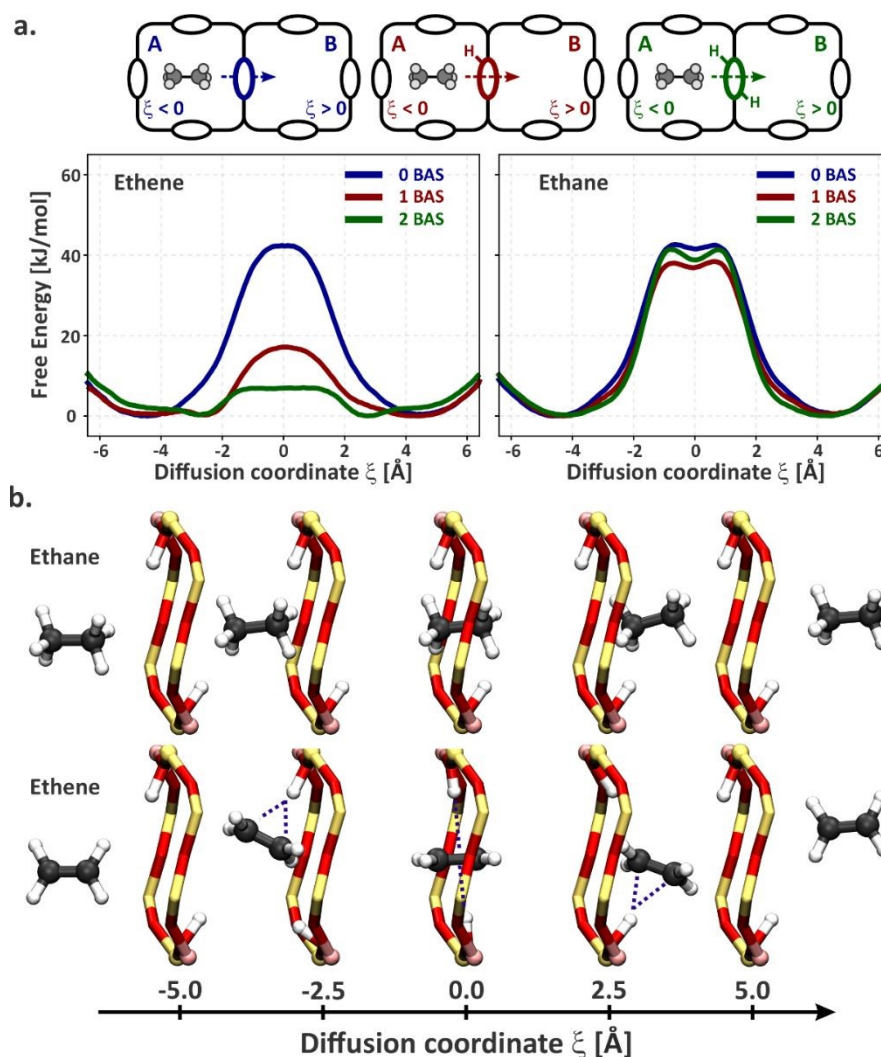 a.
A B A B A B
H H
H
ξ < 0 ξ > 0 ξ < 0 ξ > 0 ξ < 0 ξ > 0
60 Ethene 0 BAS Ethane 0 BAS
1 BAS 1 BAS
2 BAS 2 BAS
40
20
0
Free Energy [kJ/mol]
-6 -4 -2 0 2 4 6 -6 -4 -2 0 2 4 6
Diffusion coordinate ξ [Å] Diffusion coordinate ξ [Å]
b.
Ethane
Ethene
-5.0 -2.5 0.0 2.5 5.0
Diffusion coordinate ξ [Å]